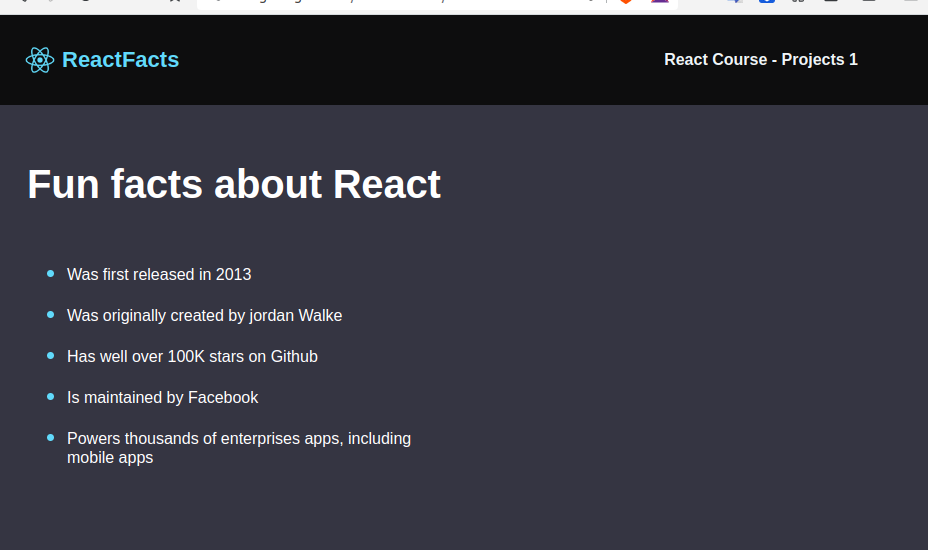 ReactFacts
React Course - Projects 1
Fun facts about React
Was first released in 2013
Was originally created by jordan Walke
Has well over 100K stars on Github
Is maintained by Facebook
Powers thousands of enterprises apps, including
mobile apps